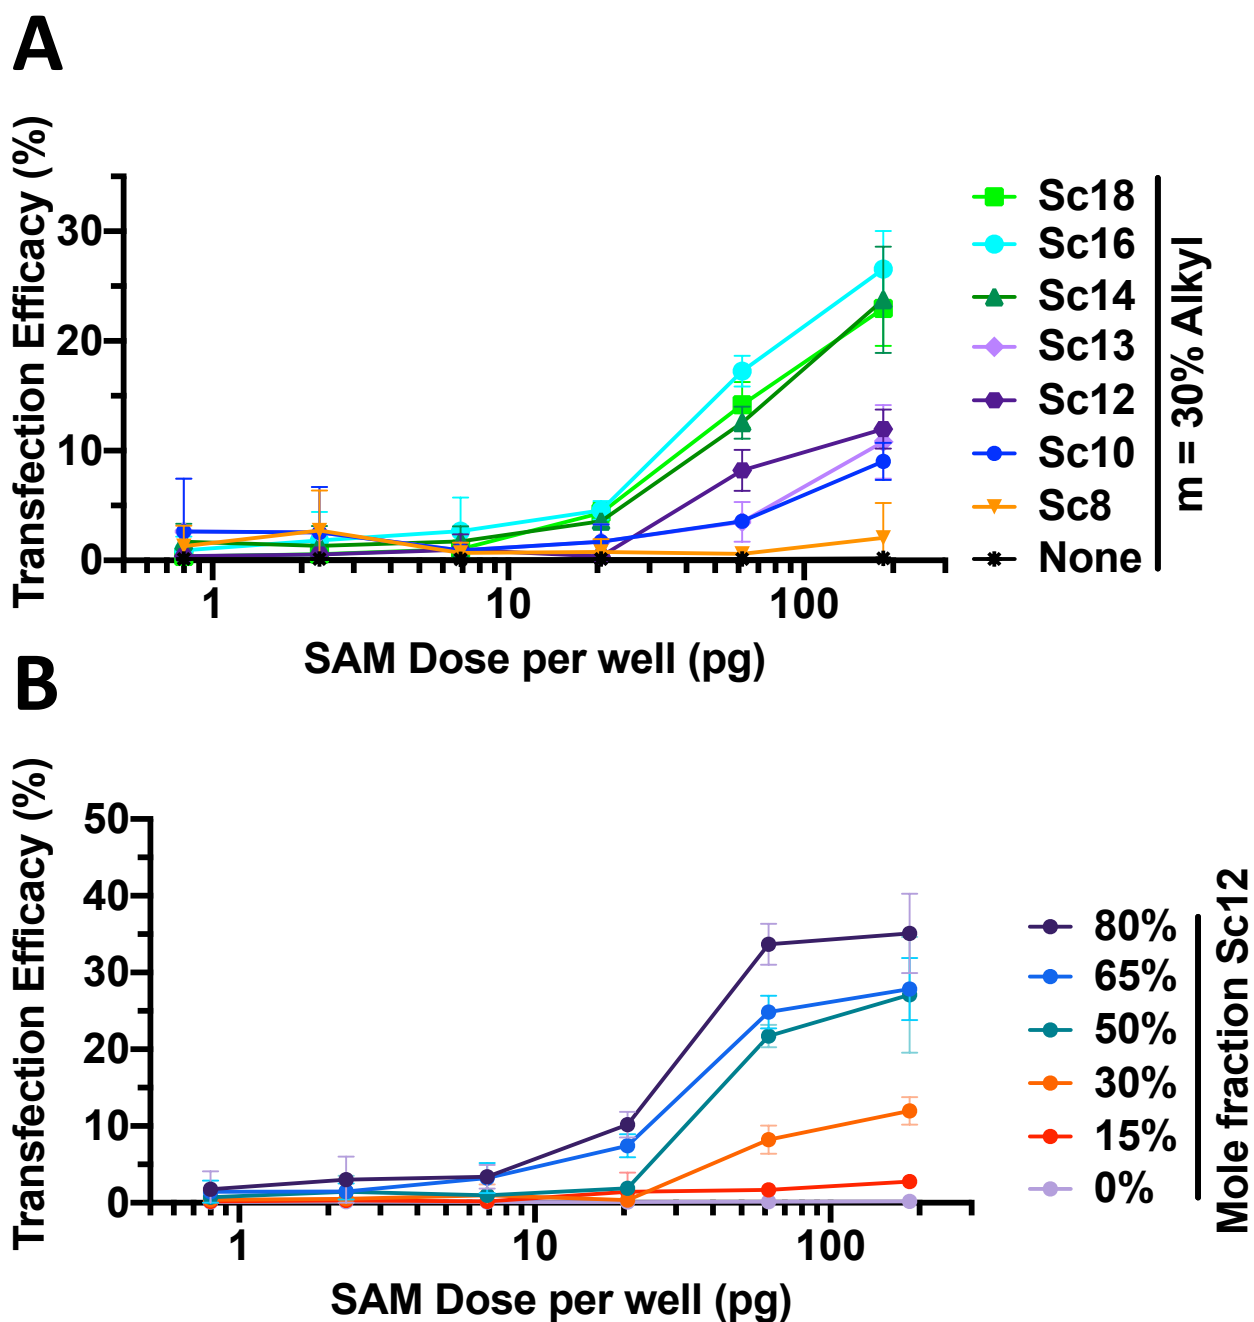 A
Transfection Efficacy (%)
30
20
10
0
1 10 100
SAM Dose per well (pg)
Sc18
Sc16
Sc14
Sc13
Sc12
Sc10
Sc8
None
m = 30% Alkyl
B
Transfection Efficacy (%)
50
40
30
20
10
0
1 10 100
SAM Dose per well (pg)
80%
65%
50%
30%
15%
0%
Mole fraction Sc12